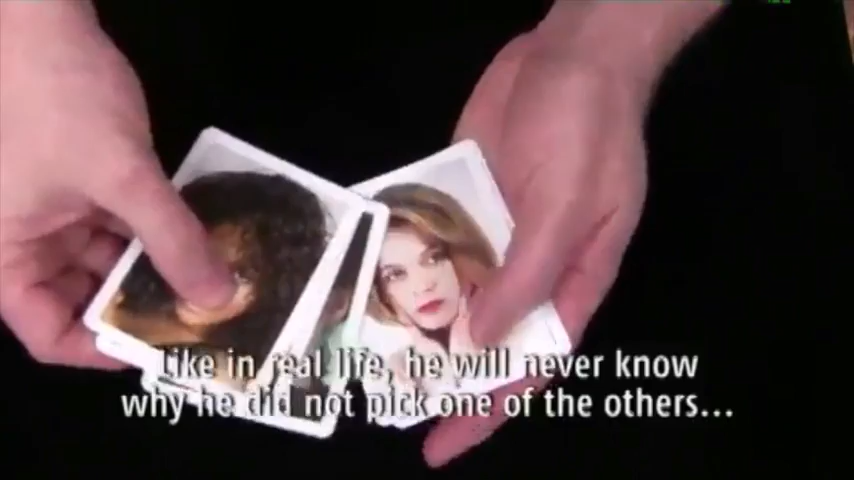 Like in real life, he will never know
why he did not pick one of the others...